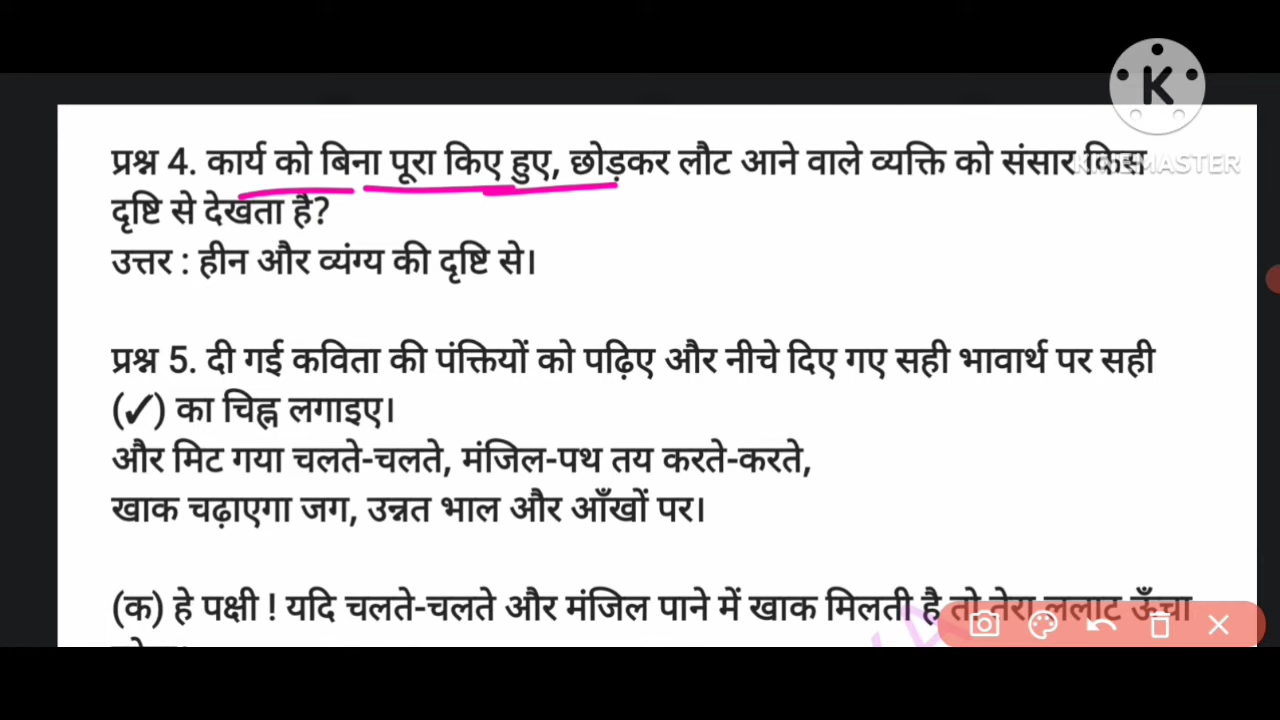 प्रश्न 4. कार्य को बिना पूरा किए हुए, छोड़कर लौट आने वाले व्यक्ति को संसार किस
दृष्टि से देखता है?
उत्तर : हीन और व्यंग्य की दृष्टि से।
प्रश्न 5. दी गई कविता की पंक्तियों को पढ़िए और नीचे दिए गए सही भावार्थ पर सही
(✓) का चिह्न लगाइए।
और मिट गया चलते-चलते, मंजिल-पथ तय करते-करते,
खाक चढ़ाएगा जग, उन्नत भाल और आँखों पर।
(क) हे पक्षी ! यदि चलते-चलते और मंजिल पाने में खाक मिलती है तो तेरा ललाट ऊँचा
K
KINEMASTER